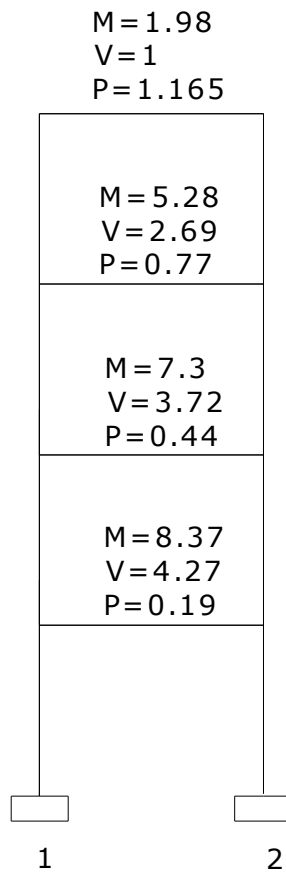 M=1.98
V=1
P=1.165
M=5.28
V=2.69
P=0.77
M=7.3
V=3.72
P=0.44
M=8.37
V=4.27
P=0.19
1 2